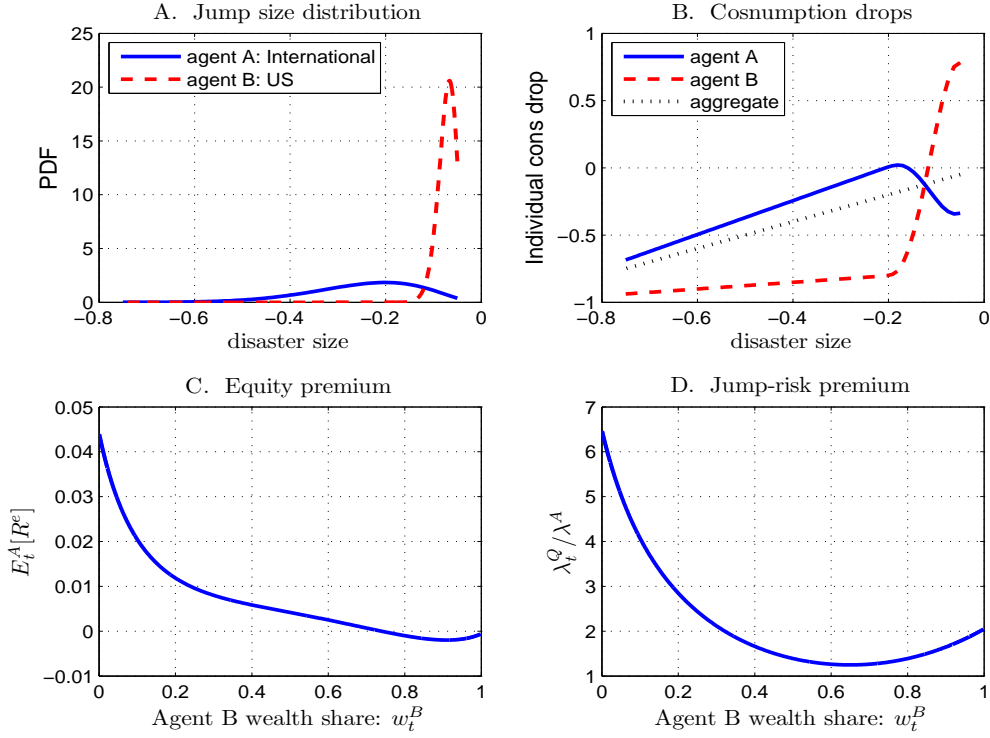 A. Jump size distribution
PDF
25
20
15
10
5
0
agent A: International
agent B: US
−0.8
−0.6
−0.4
−0.2
0
disaster size
B. Cosnumption drops
Individual cons drop
1
0.5
0
−0.5
−1
agent A
agent B
aggregate
−0.8
−0.6
−0.4
−0.2
0
disaster size
C. Equity premium
E_t^A[R^e]
0.05
0.04
0.03
0.02
0.01
0
−0.01
0
0.2
0.4
0.6
0.8
1
Agent B wealth share: w_t^B
D. Jump-risk premium
λ_t^Q/λ^A
7
6
5
4
3
2
1
0
0.2
0.4
0.6
0.8
1
Agent B wealth share: w_t^B